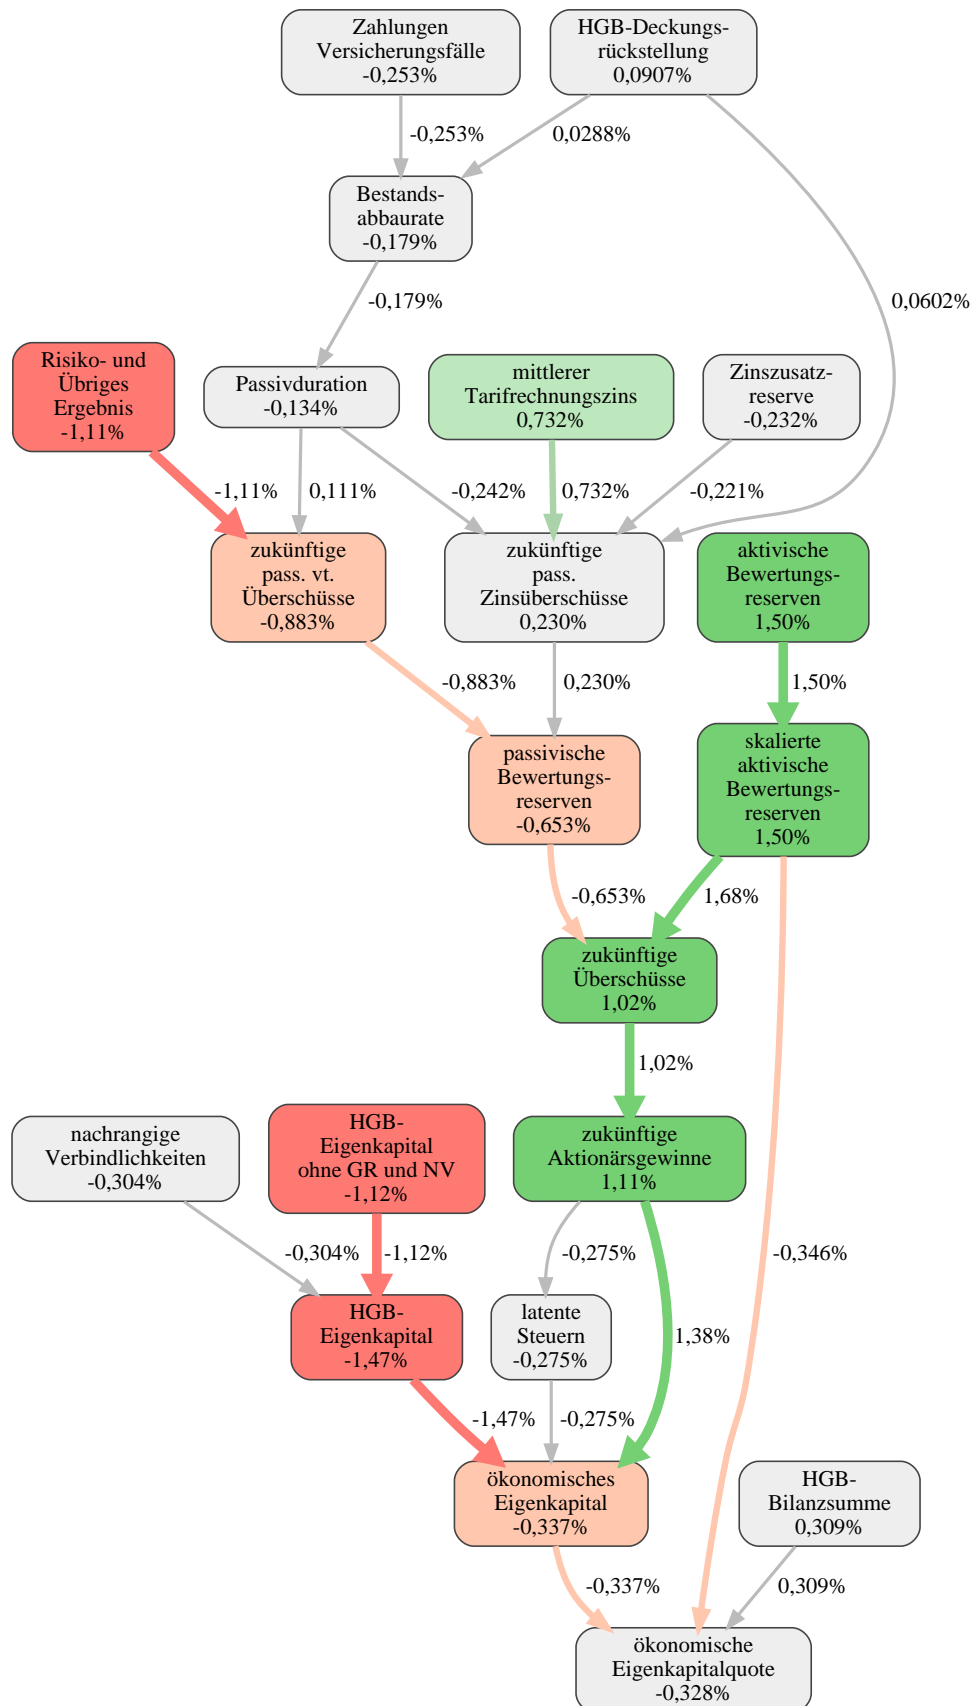 Zahlungen
Versicherungsfälle
-0,253%
HGB-Deckungs-
rückstellung
0,0907%
-0,253%
0,0288%
Bestands-
abbaurate
-0,179%
-0,179%
0,0602%
Risiko- und
Übriges
Ergebnis
-1,11%
Passivduration
-0,134%
mittlerer
Tarifrechnungszins
0,732%
Zinszusatz-
reserve
-0,232%
-1,11%
0,111%
-0,242%
0,732%
-0,221%
zukünftige
pass. vt.
Überschüsse
-0,883%
zukünftige
pass.
Zinsüberschüsse
0,230%
aktivische
Bewertungs-
reserven
1,50%
-0,883%
0,230%
1,50%
passivische
Bewertungs-
reserven
-0,653%
skalierte
aktivische
Bewertungs-
reserven
1,50%
-0,653%
1,68%
zukünftige
Überschüsse
1,02%
1,02%
nachrangige
Verbindlichkeiten
-0,304%
HGB-
Eigenkapital
ohne GR und NV
-1,12%
zukünftige
Aktionärsgewinne
1,11%
-0,304%
-1,12%
-0,275%
-0,346%
HGB-
Eigenkapital
-1,47%
latente
Steuern
-0,275%
1,38%
-1,47%
-0,275%
ökonomisches
Eigenkapital
-0,337%
HGB-
Bilanzsumme
0,309%
-0,337%
0,309%
ökonomische
Eigenkapitalquote
-0,328%